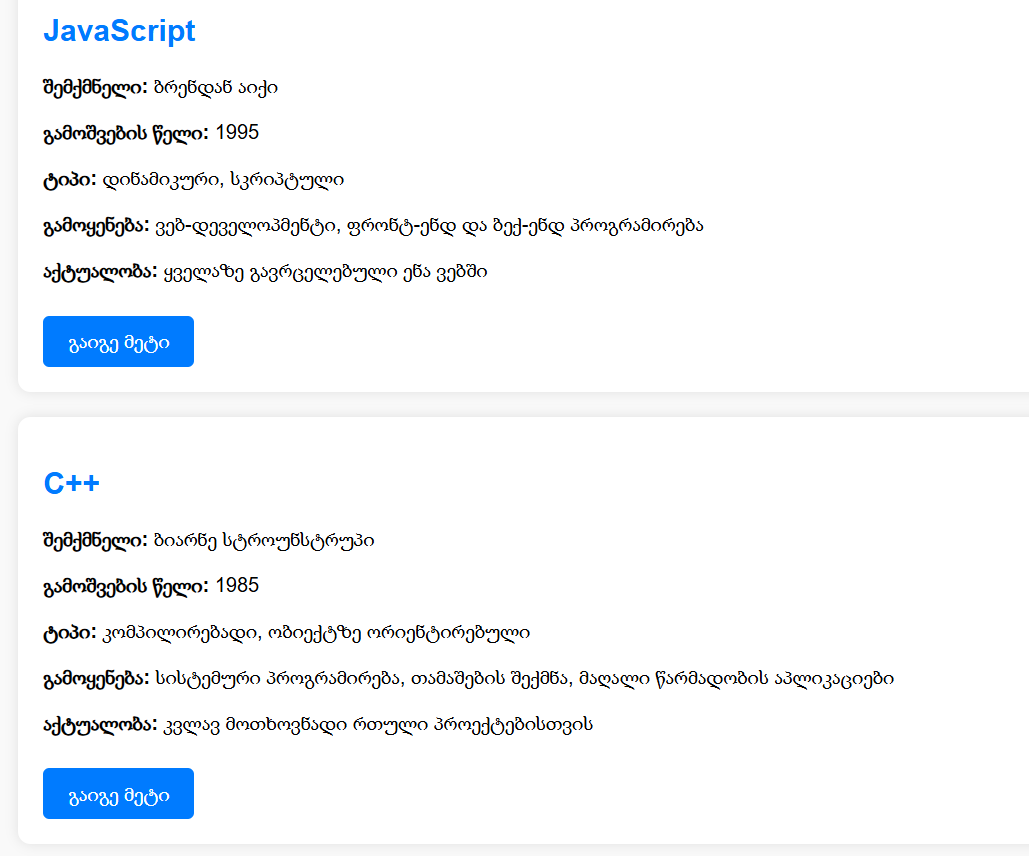 JavaScript
შემქმნელი: ბრენდან აიქი
გამოშვების წელი: 1995
ტიპი: დინამიკური, სკრიპტული
გამოყენება: ვებ-დეველოპმენტი, ფრონტ-ენდ და ბექ-ენდ პროგრამირება
აქტუალობა: ყველაზე გავრცელებული ენა ვებში
გაიგე მეტი
C++
შემქმნელი: ბიარნე სტროუნსტრუპი
გამოშვების წელი: 1985
ტიპი: კომპილირებადი, ობიექტზე ორიენტირებული
გამოყენება: სისტემური პროგრამირება, თამაშების შექმნა, მაღალი წარმადობის აპლიკაციები
აქტუალობა: კვლავ მოთხოვნადი რთული პროექტებისთვის
გაიგე მეტი